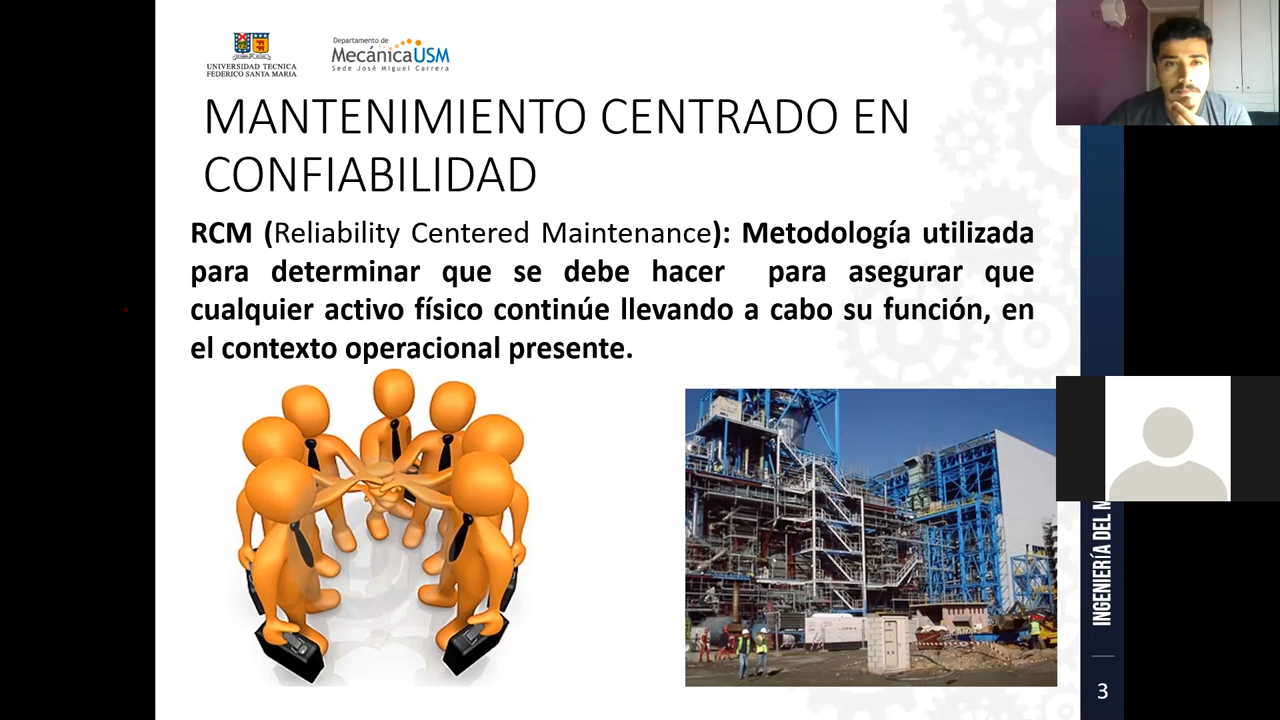 UNIVERSIDAD TECNICA
FEDERICO SANTA MARIA
Departamento de
MecánicaUSM
Sede José Miguel Carrera
MANTENIMIENTO CENTRADO EN
CONFIABILIDAD
RCM (Reliability Centered Maintenance): Metodología utilizada
para determinar que se debe hacer para asegurar que
cualquier activo físico continúe llevando a cabo su función, en
el contexto operacional presente.
INGENIERÍA DEL
3